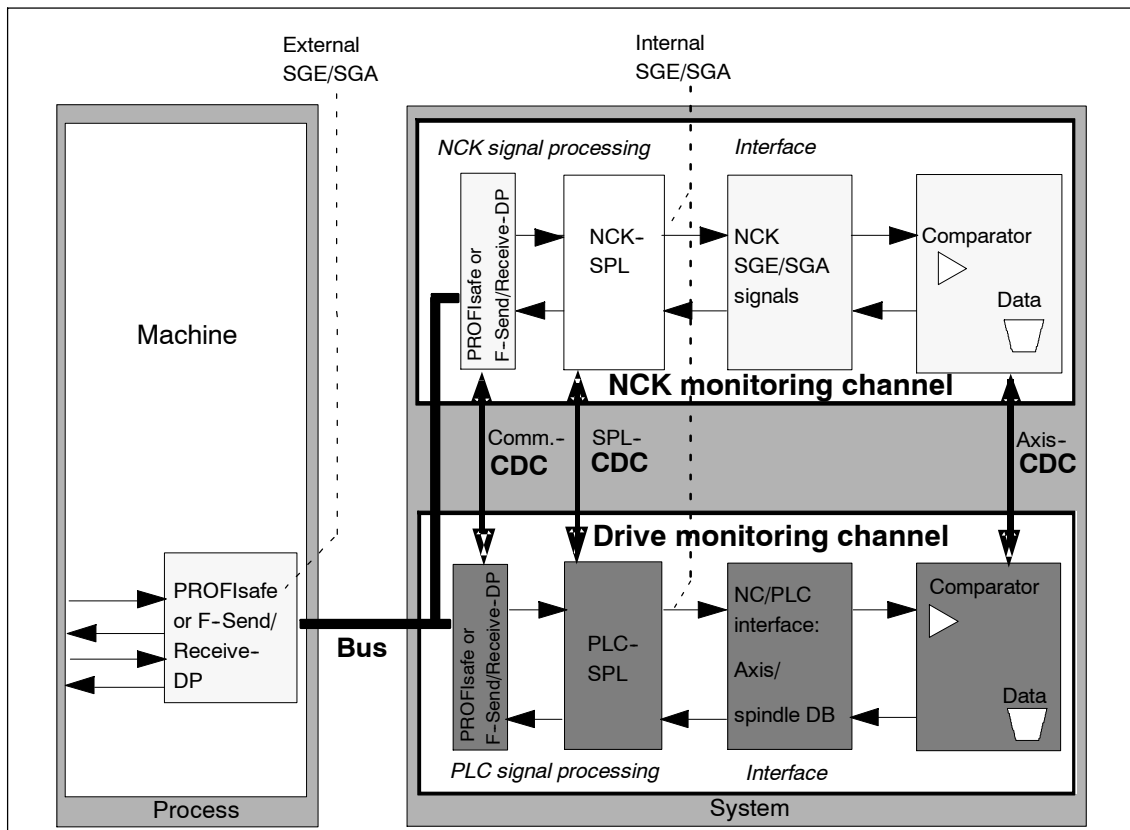 External
SGE/SGA
Internal
SGE/SGA
NCK signal processing
Interface
PROFIsafe or
F-Send/Receive-DP
NCK-
SPL
NCK
SGE/SGA
signals
Comparator
Data
NCK monitoring channel
Machine
Comm.-
CDC
SPL-
CDC
Axis-
CDC
Drive monitoring channel
PROFIsafe
or F-Send/
Receive-
DP
Bus
PROFIsafe or
F-Send/Receive-DP
PLC-
SPL
NC/PLC
interface:
Axis/
spindle DB
Comparator
Data
PLC signal processing
Interface
Process
System